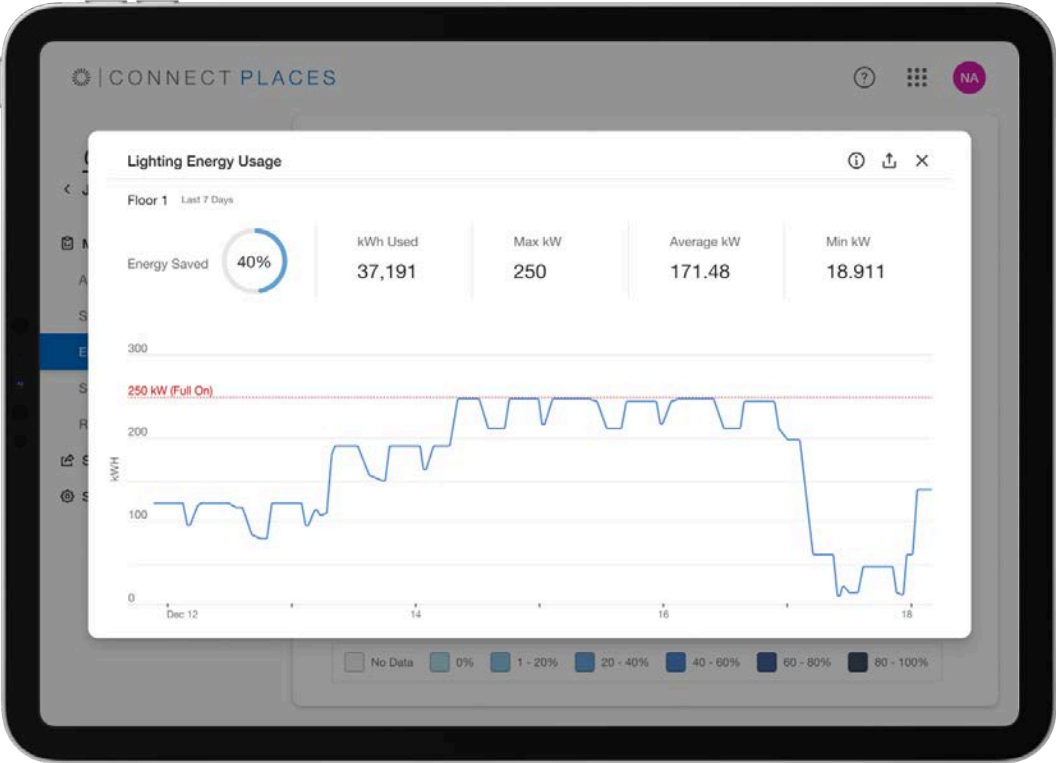 CONNECT PLACES
?
NA
Lighting Energy Usage
Floor 1 Last 7 Days
Energy Saved 40%
kWh Used
37,191
Max kW
250
Average kW
171.48
Min kW
18.911
300
250 kW (Full On)
200
kWH
100
0
Dec 12 14 16 18
No Data 0% 1 - 20% 20 - 40% 40 - 60% 60 - 80% 80 - 100%